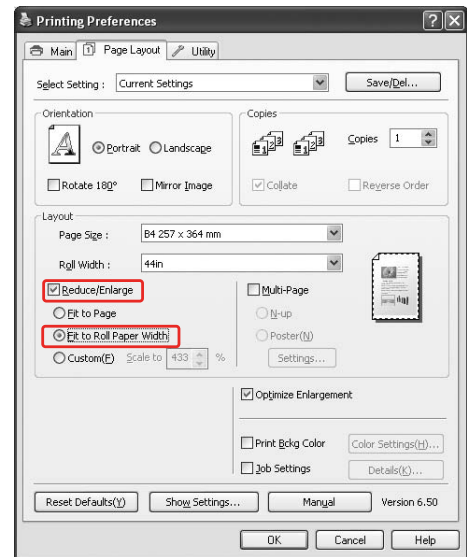 Printing Preferences
Main Page Layout Utility
Select Setting : Current Settings Save/Del...
Orientation
Portrait Landscape
Rotate 180° Mirror Image
Copies
Copies 1
Collate Reverse Order
Layout
Page Size : B4 257 x 364 mm
Roll Width : 44in
Reduce/Enlarge
Fit to Page
Fit to Roll Paper Width
Custom(F) Scale to 433 %
Multi-Page
N-up
Poster(N)
Settings...
Optimize Enlargement
Print Bckg Color Color Settings(H)...
Job Settings Details(K)...
Reset Defaults(Y) Show Settings... Manual Version 6.50
OK Cancel Help